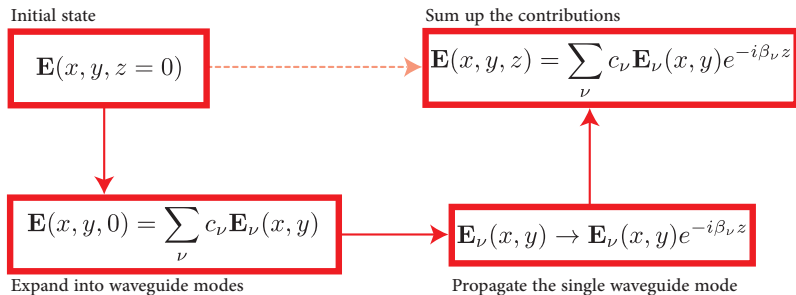 Initial state
E(x, y, z = 0)
Sum up the contributions
E(x, y, z) = ∑_ν c_ν E_ν(x, y)e^{−iβ_ν z}
E(x, y, 0) = ∑_ν c_ν E_ν(x, y)
Expand into waveguide modes
E_ν(x, y) → E_ν(x, y)e^{−iβ_ν z}
Propagate the single waveguide mode